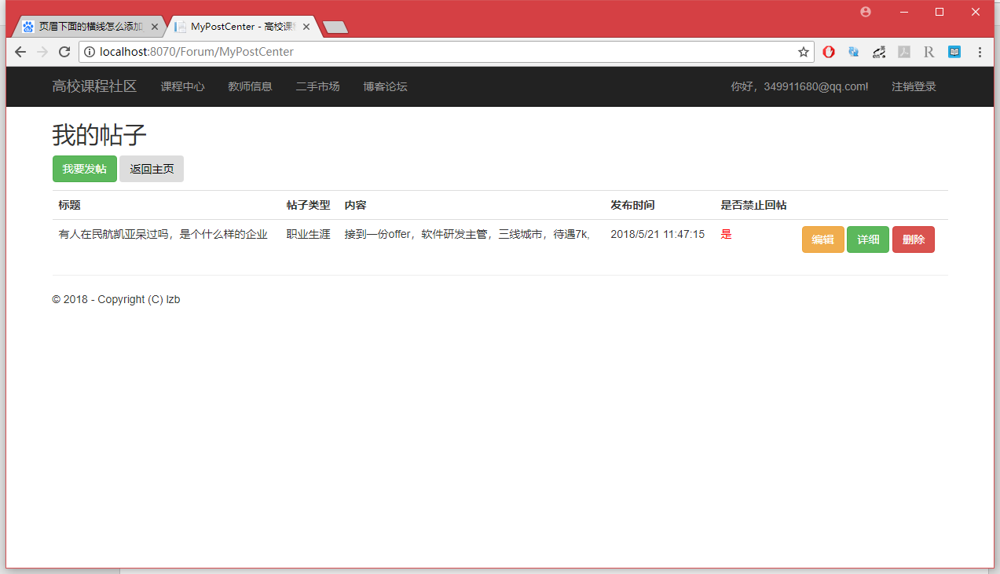 页眉下面的横线怎么添加
MyPostCenter - 高校课
localhost:8070/Forum/MyPostCenter
高校课程社区 课程中心 教师信息 二手市场 博客论坛 你好，349911680@qq.com! 注销登录
我的帖子
我要发帖 返回主页
标题 帖子类型 内容 发布时间 是否禁止回帖
有人在民航凯亚呆过吗，是个什么样的企业 职业生涯 接到一份offer，软件研发主管，三线城市，待遇7k, 2018/5/21 11:47:15 是 编辑 详细 删除
© 2018 - Copyright (C) lzb